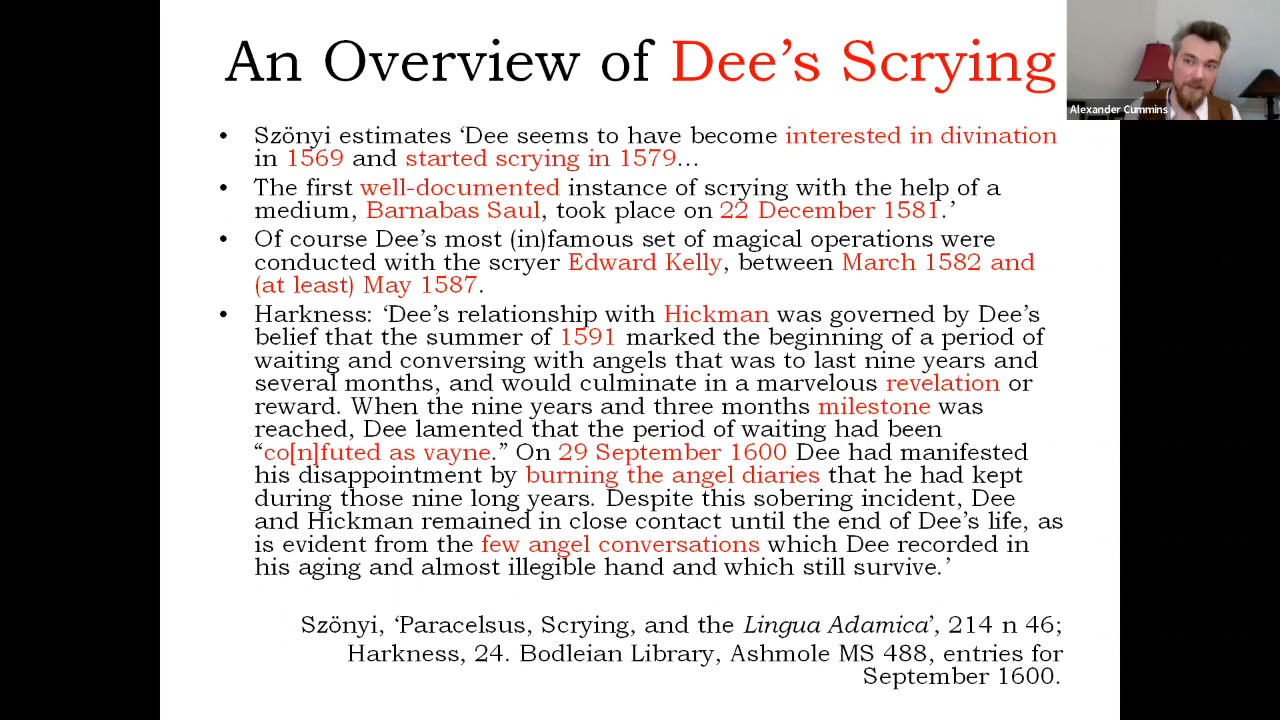 An Overview of Dee's Scrying
Alexander Cummins
• Szönyi estimates ‘Dee seems to have become interested in divination
in 1569 and started scrying in 1579…
• The first well-documented instance of scrying with the help of a
medium, Barnabas Saul, took place on 22 December 1581.’
• Of course Dee’s most (in)famous set of magical operations were
conducted with the scryer Edward Kelly, between March 1582 and
(at least) May 1587.
• Harkness: ‘Dee’s relationship with Hickman was governed by Dee’s
belief that the summer of 1591 marked the beginning of a period of
waiting and conversing with angels that was to last nine years and
several months, and would culminate in a marvelous revelation or
reward. When the nine years and three months milestone was
reached, Dee lamented that the period of waiting had been
“co[n]futed as vayne.” On 29 September 1600 Dee had manifested
his disappointment by burning the angel diaries that he had kept
during those nine long years. Despite this sobering incident, Dee
and Hickman remained in close contact until the end of Dee’s life, as
is evident from the few angel conversations which Dee recorded in
his aging and almost illegible hand and which still survive.’
Szönyi, ‘Paracelsus, Scrying, and the Lingua Adamica’, 214 n 46;
Harkness, 24. Bodleian Library, Ashmole MS 488, entries for
September 1600.